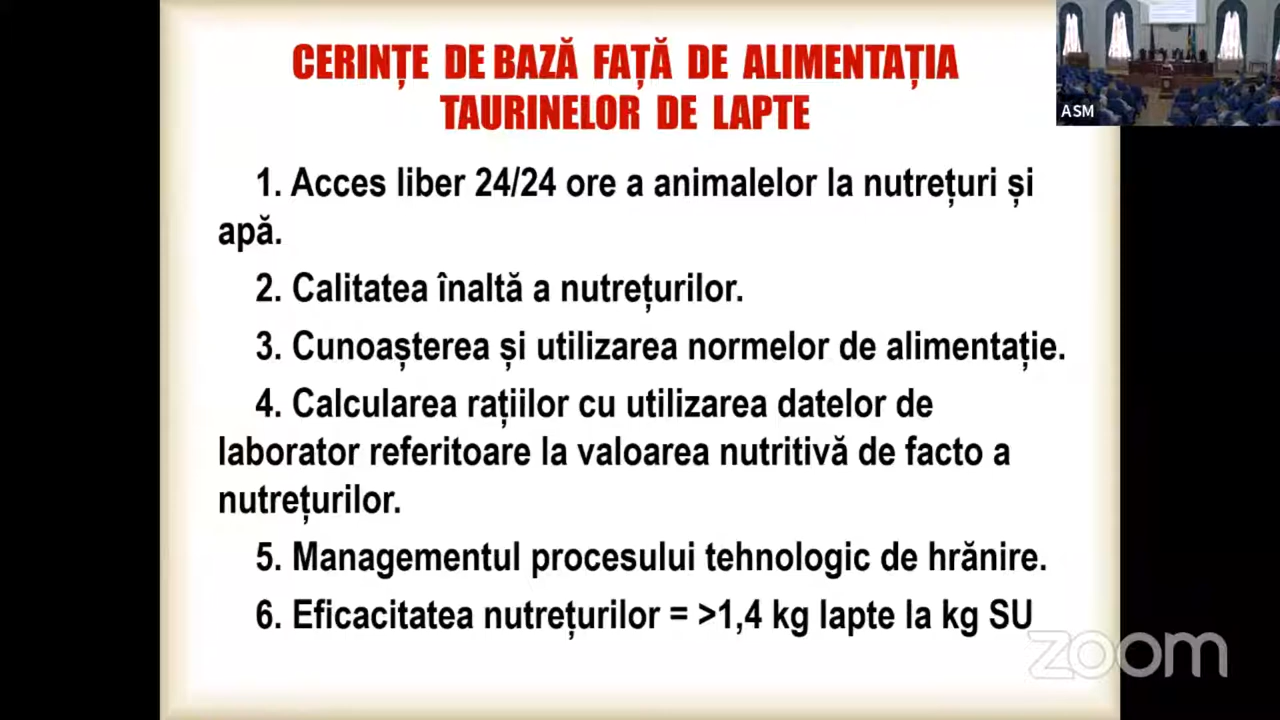 CERINȚE DE BAZĂ FAȚĂ DE ALIMENTAȚIA
TAURINELOR DE LAPTE
ASM
1. Acces liber 24/24 ore a animalelor la nutrețuri și
apă.
2. Calitatea înaltă a nutrețurilor.
3. Cunoașterea și utilizarea normelor de alimentație.
4. Calcularea rațiilor cu utilizarea datelor de
laborator referitoare la valoarea nutritivă de facto a
nutrețurilor.
5. Managementul procesului tehnologic de hrănire.
6. Eficacitatea nutrețurilor = >1,4 kg lapte la kg SU
zoom